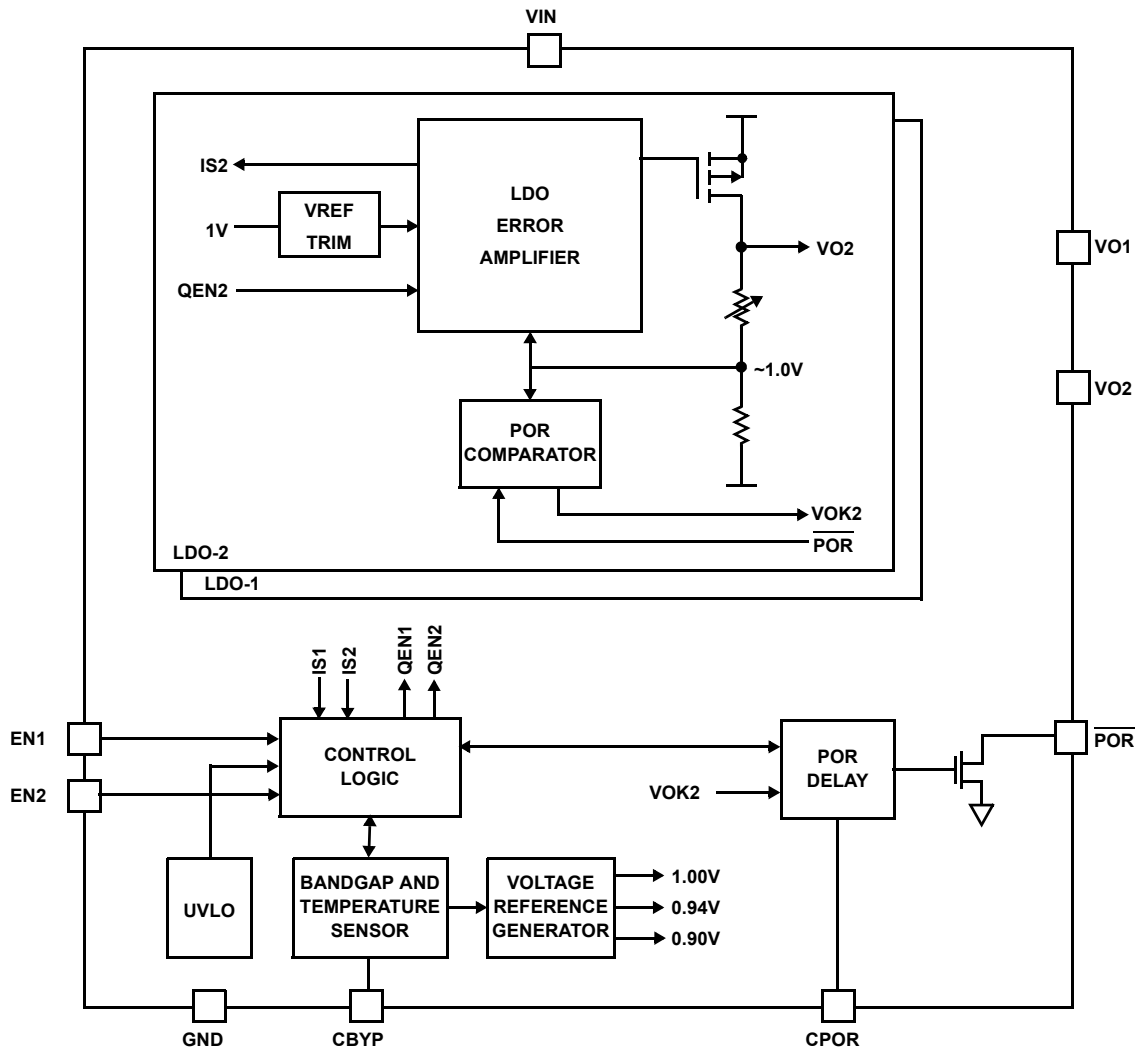 VIN
IS2
1V
VREF
TRIM
QEN2
LDO
ERROR
AMPLIFIER
VO2
~1.0V
POR
COMPARATOR
VOK2
POR
LDO-2
LDO-1
VO1
VO2
IS1
IS2
QEN1
QEN2
EN1
EN2
CONTROL
LOGIC
UVLO
BANDGAP AND
TEMPERATURE
SENSOR
VOLTAGE
REFERENCE
GENERATOR
1.00V
0.94V
0.90V
VOK2
POR
DELAY
POR
GND
CBYP
CPOR